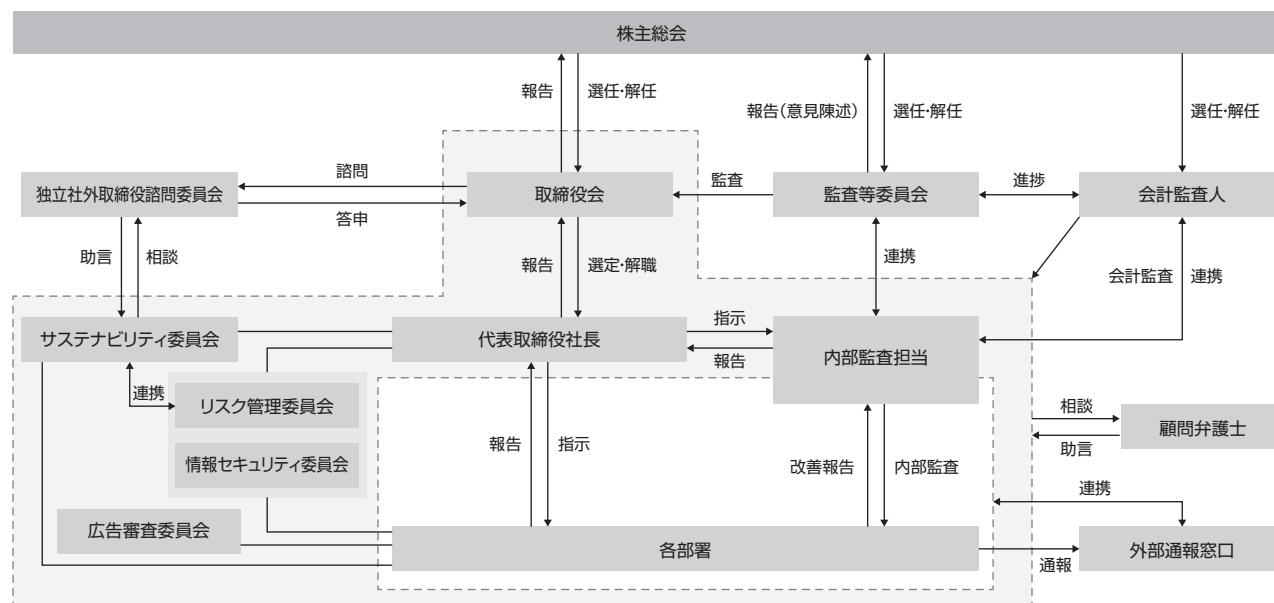 株主総会
報告
選任・解任
報告（意見陳述）
選任・解任
選任・解任
独立社外取締役諮問委員会
諮問
答申
取締役会
監査
監査等委員会
進捗
会計監査人
助言
相談
報告
選定・解職
連携
会計監査
連携
サステナビリティ委員会
代表取締役社長
指示
報告
内部監査担当
連携
リスク管理委員会
情報セキュリティ委員会
報告
指示
改善報告
内部監査
相談
助言
顧問弁護士
連携
広告審査委員会
各部署
通報
外部通報窓口